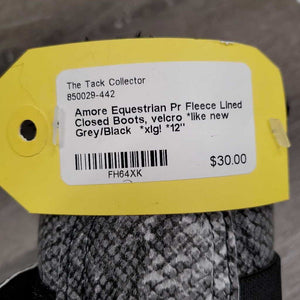 The Tack Collector
850029-442
Amore Equestrian Pr Fleece Lined
Closed Boots, velcro *like new
Grey/Black *xlg! *12"
$30.00
FH64XK